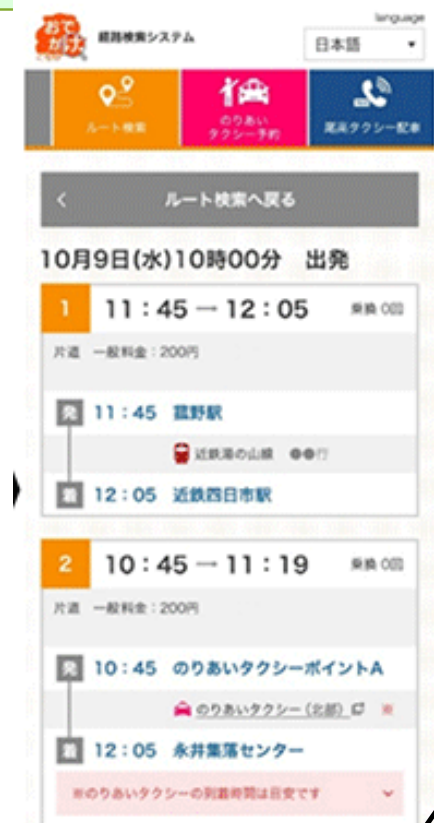 おで
かけ。
経路検索システム
language
日本語
ルート検索
のりあい
タクシー予約
尾高タクシー配車
ルート検索へ戻る
10月9日(水)10時00分 出発
1 11:45 → 12:05 乗換 0回
片道 一般料金:200円
発 11:45 菰野駅
近鉄湯の山線 ●●行
着 12:05 近鉄四日市駅
2 10:45 → 11:19 乗換 0回
片道 一般料金:200円
発 10:45 のりあいタクシーポイントA
のりあいタクシー(北部) ※
着 12:05 永井集落センター
※のりあいタクシーの到着時間は目安です